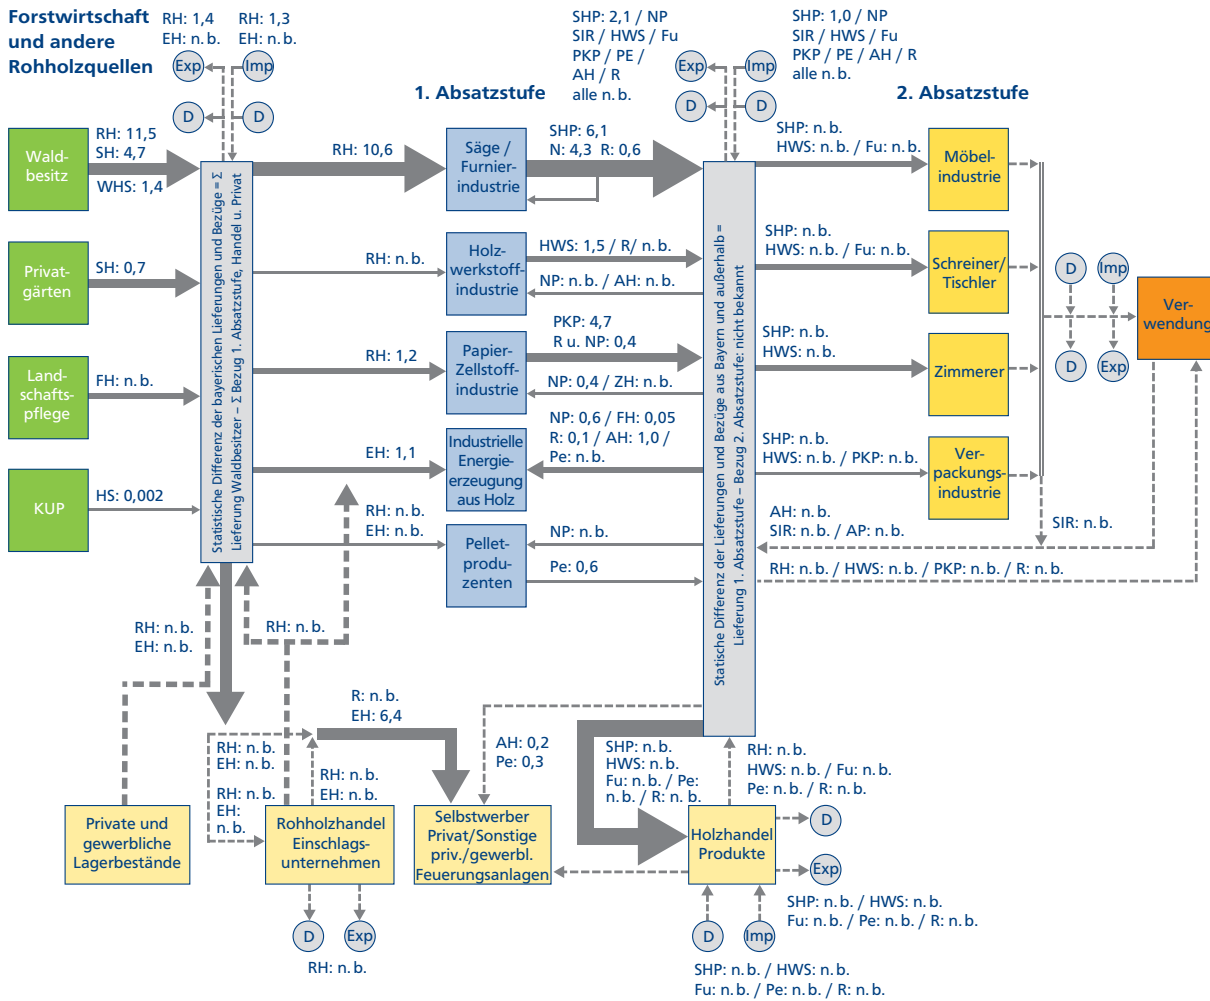 Forstwirtschaft
und andere
Rohholzquellen
RH: 1,4
EH: n.b.
RH: 1,3
EH: n.b.
Exp
Imp
D
D
1. Absatzstufe
SHP: 2,1 / NP
SIR / HWS / Fu
PKP / PE /
AH / R
alle n.b.
Exp
Imp
D
D
SHP: 1,0 / NP
SIR / HWS / Fu
PKP / PE / AH / R
alle n.b.
2. Absatzstufe
Wald-
besitz
RH: 11,5
SH: 4,7
WHS: 1,4
RH: 10,6
Säge /
Furnier-
industrie
SHP: 6,1
N: 4,3 R: 0,6
SHP: n.b.
HWS: n.b. / Fu: n.b.
Möbel-
industrie
Privat-
gärten
SH: 0,7
RH: n.b.
Holz-
werkstoff-
industrie
HWS: 1,5 / R/ n.b.
NP: n.b. / AH: n.b.
SHP: n.b.
HWS: n.b. / Fu: n.b.
Schreiner/
Tischler
D
Imp
D
Exp
Ver-
wendung
Land-
schafts-
pflege
FH: n.b.
RH: 1,2
Papier-
Zellstoff-
industrie
PKP: 4,7
R u. NP: 0,4
NP: 0,4 / ZH: n.b.
SHP: n.b.
HWS: n.b.
Zimmerer
KUP
HS: 0,002
EH: 1,1
Industrielle
Energie-
erzeugung
aus Holz
NP: 0,6 / FH: 0,05
R: 0,1 / AH: 1,0 /
Pe: n.b.
SHP: n.b.
HWS: n.b. / PKP: n.b.
Ver-
packungs-
industrie
RH: n.b.
EH: n.b.
Pellet-
produ-
zenten
NP: n.b.
Pe: 0,6
AH: n.b.
SIR: n.b. / AP: n.b.
SIR: n.b.
RH: n.b. / HWS: n.b. / PKP: n.b. / R: n.b.
Statistische Differenz der bayerischen Lieferungen und Bezüge = Σ
Lieferung Waldbesitzer – Σ Bezug 1. Absatzstufe, Handel u. Privat
Statische Differenz der Lieferungen und Bezüge aus Bayern und außerhalb =
Lieferung 1. Absatzstufe – Bezug 2. Absatzstufe: nicht bekannt
RH: n.b.
EH: n.b.
RH: n.b.
R: n.b.
EH: 6,4
RH: n.b.
EH: n.b.
RH: n.b.
EH:
n.b.
RH: n.b.
EH: n.b.
AH: 0,2
Pe: 0,3
SHP: n.b.
HWS: n.b.
Fu: n.b. / Pe:
n.b. / R: n.b.
RH: n.b.
HWS: n.b. / Fu: n.b.
Pe: n.b. / R: n.b.
Private und
gewerbliche
Lagerbestände
Rohholzhandel
Einschlags-
unternehmen
Selbstwerber
Privat/Sonstige
priv./gewerbl.
Feuerungsanlagen
Holzhandel
Produkte
D
Exp
SHP: n.b. / HWS: n.b.
Fu: n.b. / Pe: n.b. / R: n.b.
D
Exp
RH: n.b.
D
Imp
SHP: n.b. / HWS: n.b.
Fu: n.b. / Pe: n.b. / R: n.b.